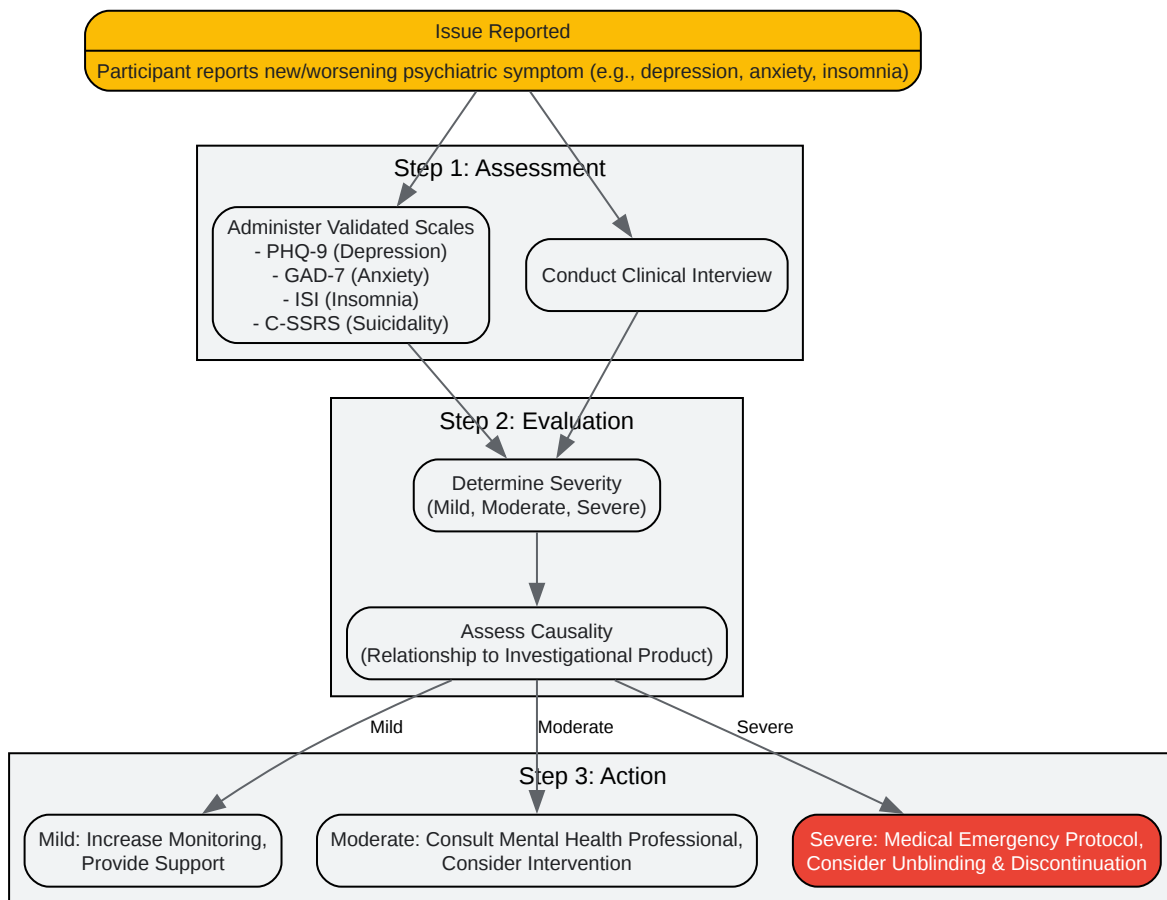 Issue Reported
Participant reports new/worsening psychiatric symptom (e.g., depression, anxiety, insomnia)
Step 1: Assessment
Administer Validated Scales
- PHQ-9 (Depression)
- GAD-7 (Anxiety)
- ISI (Insomnia)
- C-SSRS (Suicidality)
Conduct Clinical Interview
Step 2: Evaluation
Determine Severity
(Mild, Moderate, Severe)
Assess Causality
(Relationship to Investigational Product)
Mild
Moderate
Severe
Step 3: Action
Mild: Increase Monitoring,
Provide Support
Moderate: Consult Mental Health Professional,
Consider Intervention
Severe: Medical Emergency Protocol,
Consider Unblinding & Discontinuation